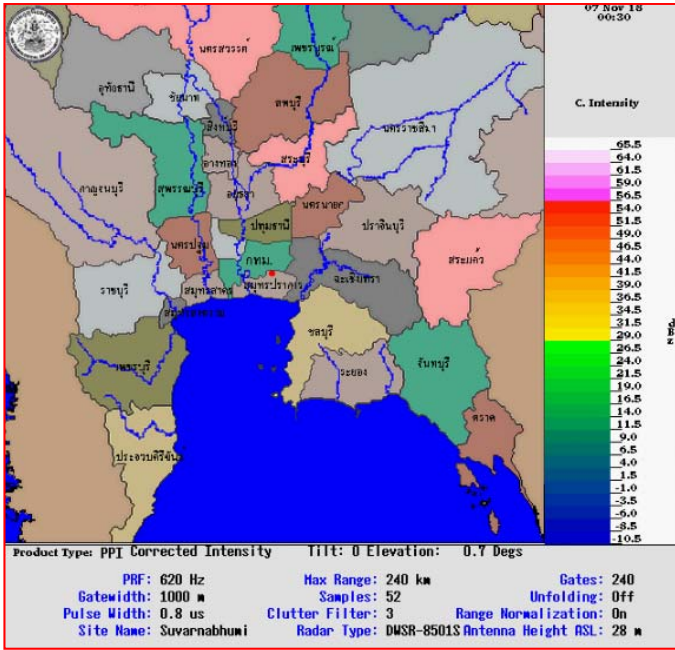 07 Nov 18
00:30
C. Intensity
65.5
64.0
61.5
59.0
56.5
54.0
51.5
49.0
46.5
44.0
41.5
39.0
36.5
34.0
31.5
29.0
26.5
24.0
21.5
19.0
16.5
14.0
11.5
9.0
6.5
4.0
1.5
-1.0
-3.5
-6.0
-8.5
-10.5
นครสวรรค์
เพชรบูรณ์
อุทัยธานี
ชัยนาท
ลพบุรี
สิงห์บุรี
นครราชสีมา
อ่างทอง
สระบุรี
กาญจนบุรี
สุพรรณบุรี
อยุธยา
นครนายก
ปทุมธานี
ปราจีนบุรี
นครปฐม
กทม.
สระแก้ว
ราชบุรี
สมุทรสาคร
สมุทรปราการ
ฉะเชิงเทรา
สมุทรสงคราม
ชลบุรี
เพชรบุรี
ระยอง
จันทบุรี
ตราด
ประจวบคีรีขันธ์
Product Type: PPI Corrected Intensity Tilt: 0 Elevation: 0.7 Degs
PRF: 620 Hz Max Range: 240 km Gates: 240
Gatewidth: 1000 m Samples: 52 Unfolding: Off
Pulse Width: 0.8 us Clutter Filter: 3 Range Normalization: On
Site Name: Suvarnabhumi Radar Type: DWSR-8501S Antenna Height ASL: 28 m